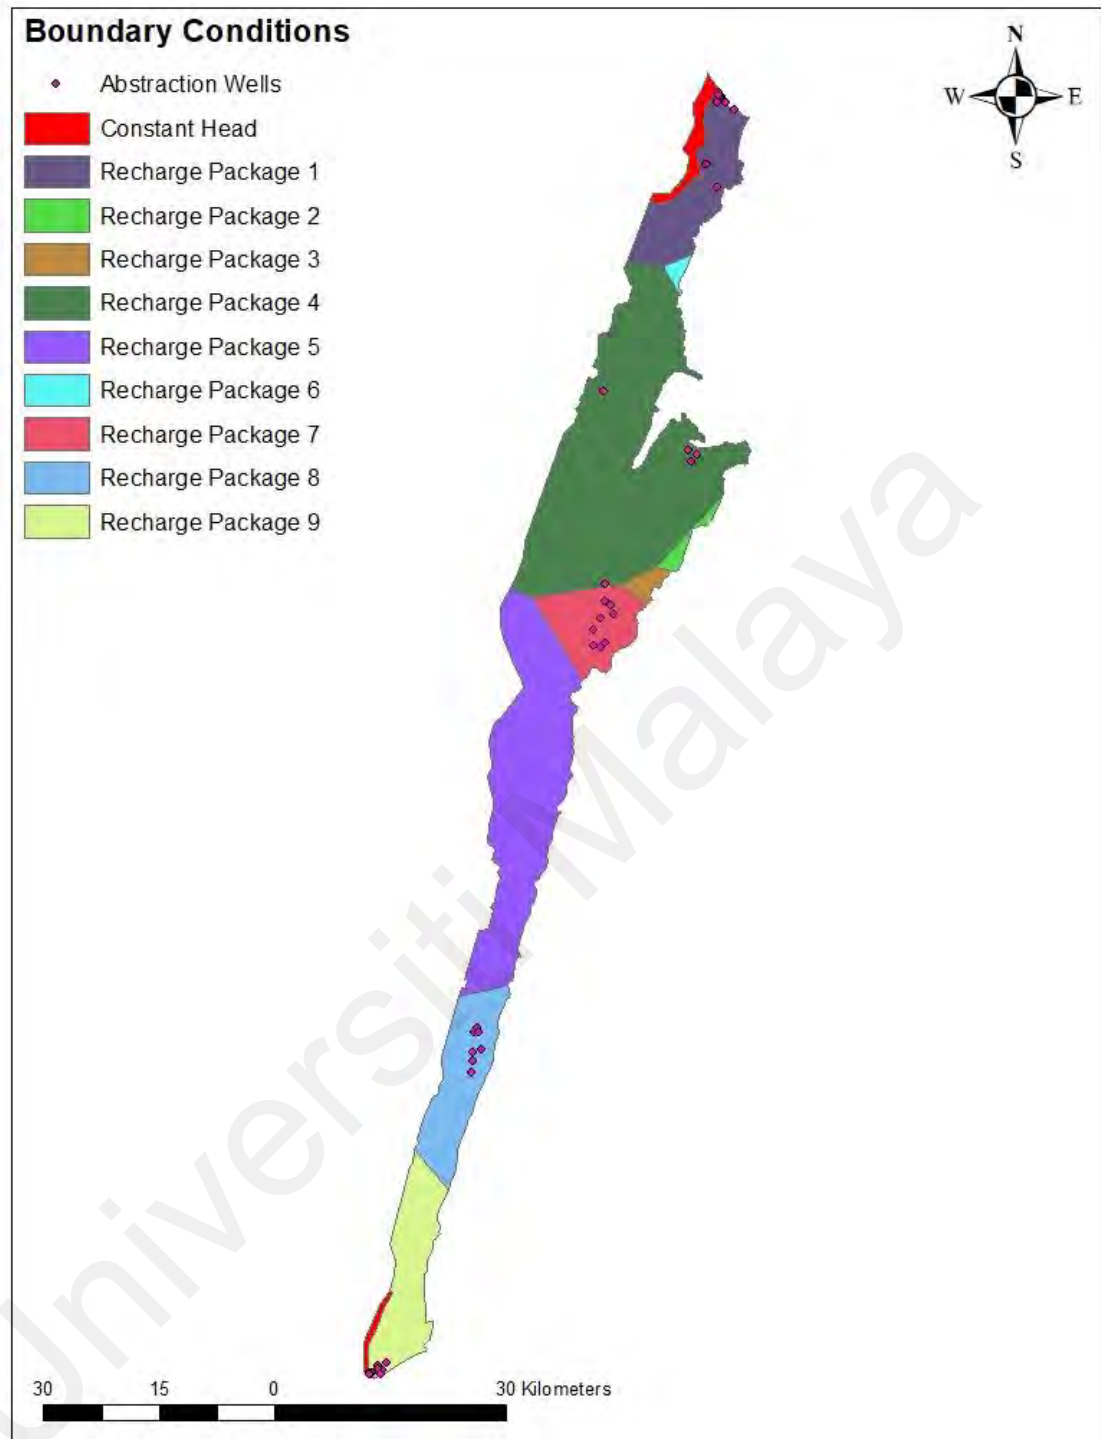 Boundary Conditions
Abstraction Wells
Constant Head
Recharge Package 1
Recharge Package 2
Recharge Package 3
Recharge Package 4
Recharge Package 5
Recharge Package 6
Recharge Package 7
Recharge Package 8
Recharge Package 9
N
W E
S
30 15 0 30 Kilometers
Universiti Malaya